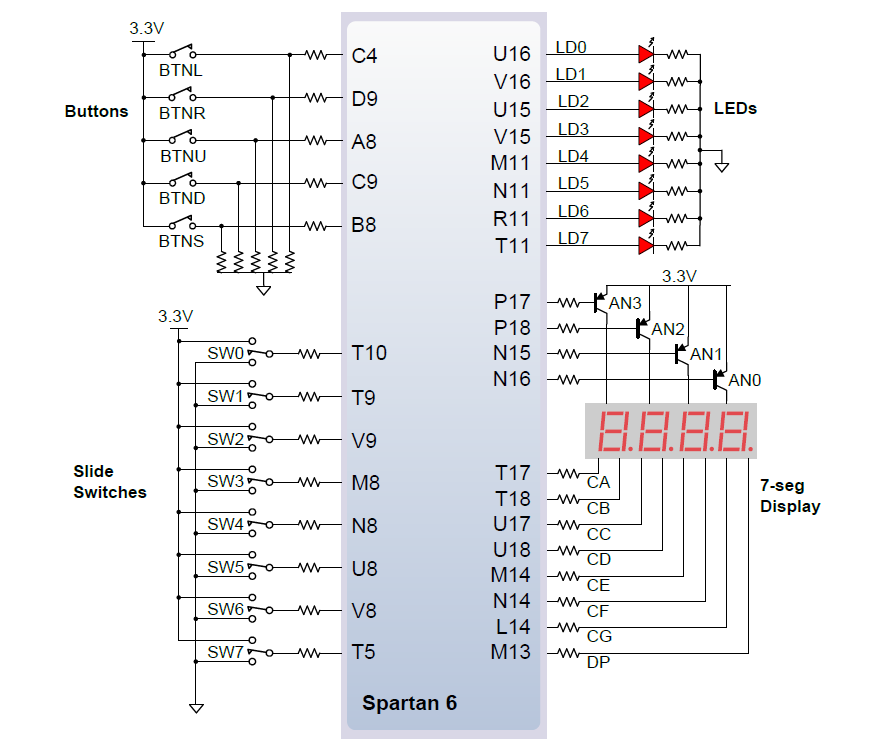 3.3V
BTNL
BTNR
BTNU
BTND
BTNS
Buttons
C4
D9
A8
C9
B8
3.3V
SW0
SW1
SW2
SW3
SW4
SW5
SW6
SW7
Slide
Switches
T10
T9
V9
M8
N8
U8
V8
T5
U16 LD0
V16 LD1
U15 LD2
V15 LD3
M11 LD4
N11 LD5
R11 LD6
T11 LD7
LEDs
3.3V
P17 AN3
P18 AN2
N15 AN1
N16 AN0
8.8.8.8.
T17 CA
T18 CB
U17 CC
U18 CD
M14 CE
N14 CF
L14 CG
M13 DP
7-seg
Display
Spartan 6